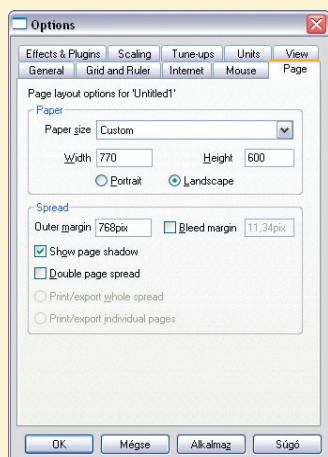 Options
Effects & Plugins Scaling Tune-ups Units View
General Grid and Ruler Internet Mouse Page
Page layout options for 'Untitled1'
Paper
Paper size Custom
Width 770 Height 600
Portrait Landscape
Spread
Outer margin 768pix Bleed margin 11,34pix
Show page shadow
Double page spread
Print/export whole spread
Print/export individual pages
OK Mégse Alkalmaz Súgó